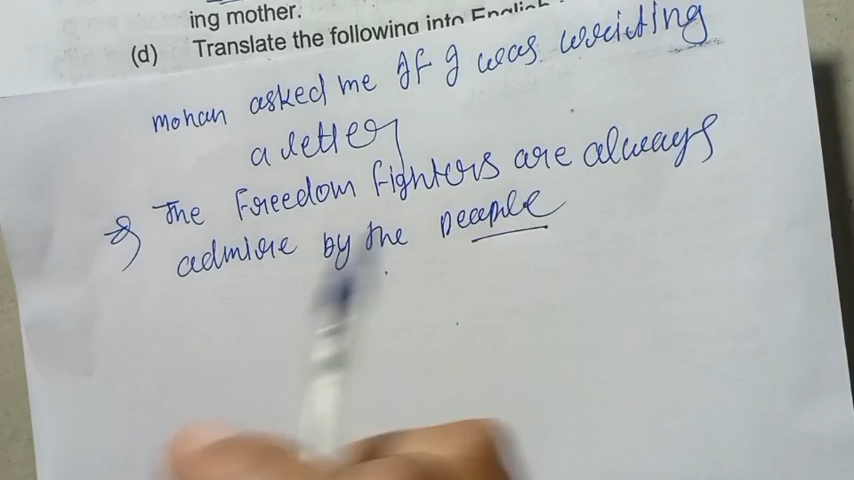 ing mother.
(d) Translate the following into English
Mohan asked me If I was writing
a letter
The Freedom fighters are always
admire by the people